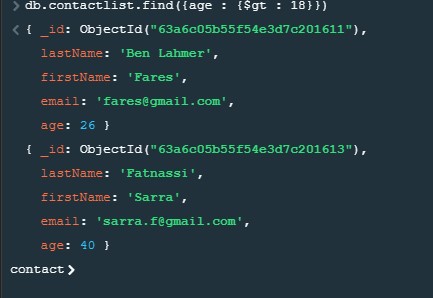 > db.contactlist.find({age : {$gt : 18}})
< { _id: ObjectId("63a6c05b55f54e3d7c201611"),
lastName: 'Ben Lahmer',
firstName: 'Fares',
email: 'fares@gmail.com',
age: 26 }
{ _id: ObjectId("63a6c05b55f54e3d7c201613"),
lastName: 'Fatnassi',
firstName: 'Sarra',
email: 'sarra.f@gmail.com',
age: 40 }
contact>